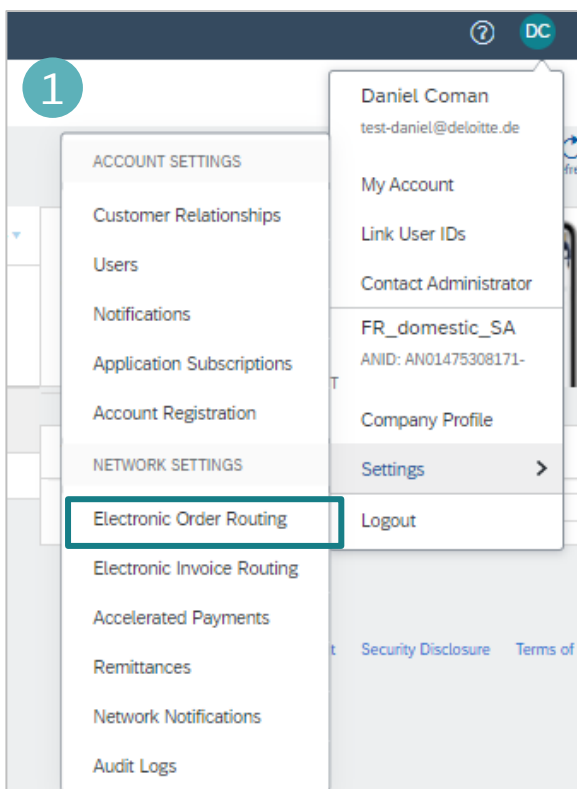 DC
1
Daniel Coman
test-daniel@deloitte.de
My Account
Link User IDs
Contact Administrator
FR_domestic_SA
ANID: AN01475308171-
Company Profile
Settings
Logout
ACCOUNT SETTINGS
Customer Relationships
Users
Notifications
Application Subscriptions
Account Registration
NETWORK SETTINGS
Electronic Order Routing
Electronic Invoice Routing
Accelerated Payments
Remittances
Network Notifications
Audit Logs
Security Disclosure
Terms of